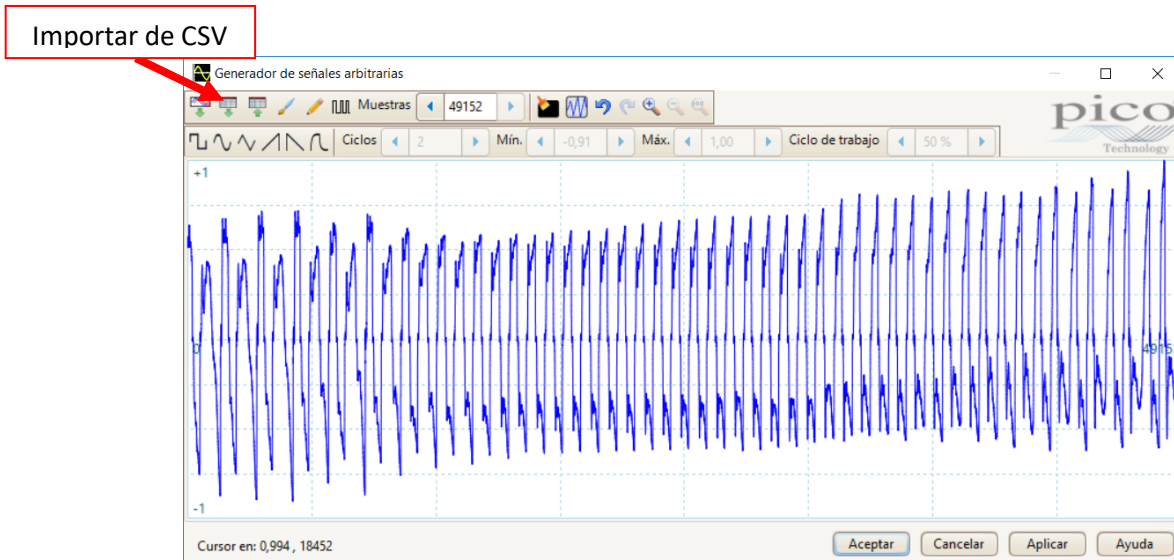 Importar de CSV
Generador de señales arbitrarias
Muestras 49152
pico
Technology
Ciclos 2 Mín. -0,91 Máx. 1,00 Ciclo de trabajo 50 %
+1
0
4915
-1
Cursor en: 0,994 , 18452
Aceptar Cancelar Aplicar Ayuda